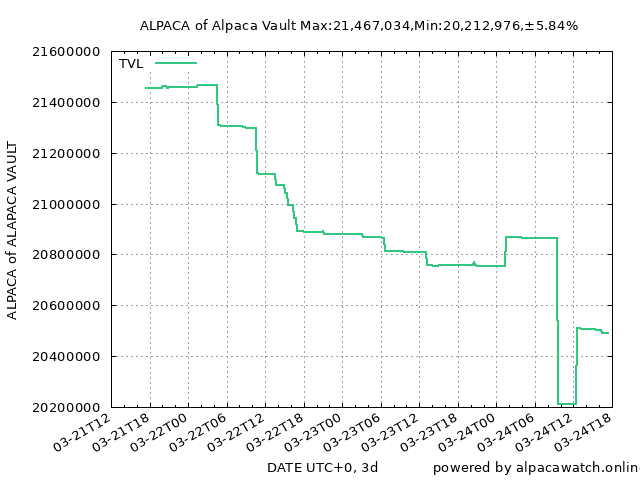 ALPACA of Alpaca Vault Max:21,467,034,Min:20,212,976,±5.84%
21600000
TVL
21400000
21200000
21000000
20800000
20600000
20400000
20200000
ALPACA of ALAPACA VAULT
03-21T12
03-21T18
03-22T00
03-22T06
03-22T12
03-22T18
03-23T00
03-23T06
03-23T12
03-23T18
03-24T00
03-24T06
03-24T12
03-24T18
DATE UTC+0, 3d
powered by alpacawatch.onlin